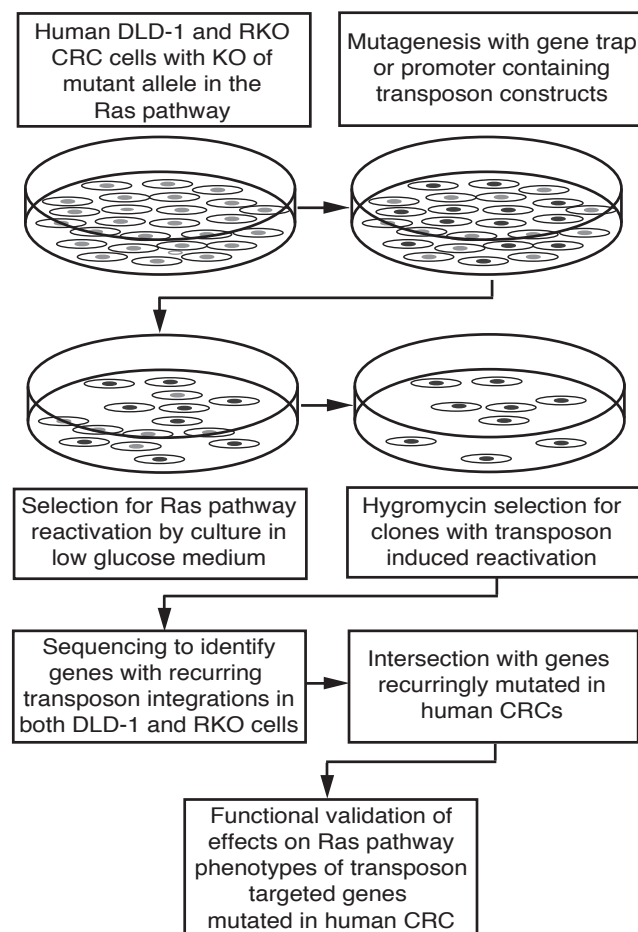 Human DLD-1 and RKO
CRC cells with KO of
mutant allele in the
Ras pathway
Mutagenesis with gene trap
or promoter containing
transposon constructs
Selection for Ras pathway
reactivation by culture in
low glucose medium
Hygromycin selection for
clones with transposon
induced reactivation
Sequencing to identify
genes with recurring
transposon integrations in
both DLD-1 and RKO cells
Intersection with genes
recurringly mutated in
human CRCs
Functional validation of
effects on Ras pathway
phenotypes of transposon
targeted genes
mutated in human CRC